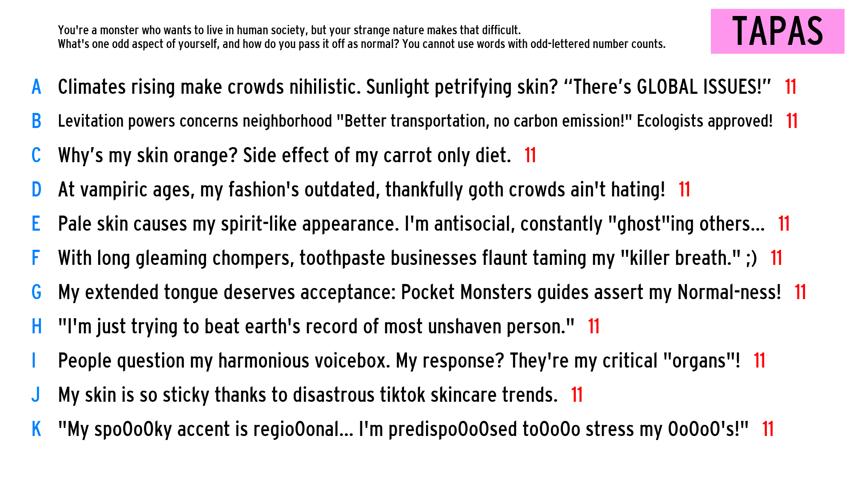 You're a monster who wants to live in human society, but your strange nature makes that difficult.
What's one odd aspect of yourself, and how do you pass it off as normal? You cannot use words with odd-lettered number counts.
TAPAS
A Climates rising make crowds nihilistic. Sunlight petrifying skin? “There’s GLOBAL ISSUES!” 11
B Levitation powers concerns neighborhood "Better transportation, no carbon emission!" Ecologists approved! 11
C Why’s my skin orange? Side effect of my carrot only diet. 11
D At vampiric ages, my fashion's outdated, thankfully goth crowds ain't hating! 11
E Pale skin causes my spirit-like appearance. I'm antisocial, constantly "ghost"ing others... 11
F With long gleaming chompers, toothpaste businesses flaunt taming my "killer breath." ;) 11
G My extended tongue deserves acceptance: Pocket Monsters guides assert my Normal-ness! 11
H "I'm just trying to beat earth's record of most unshaven person." 11
I People question my harmonious voicebox. My response? They're my critical "organs"! 11
J My skin is so sticky thanks to disastrous tiktok skincare trends. 11
K "My spoOoOky accent is regioOonal... I'm predispoOoOsed toOoOo stress my OoOoO's!" 11